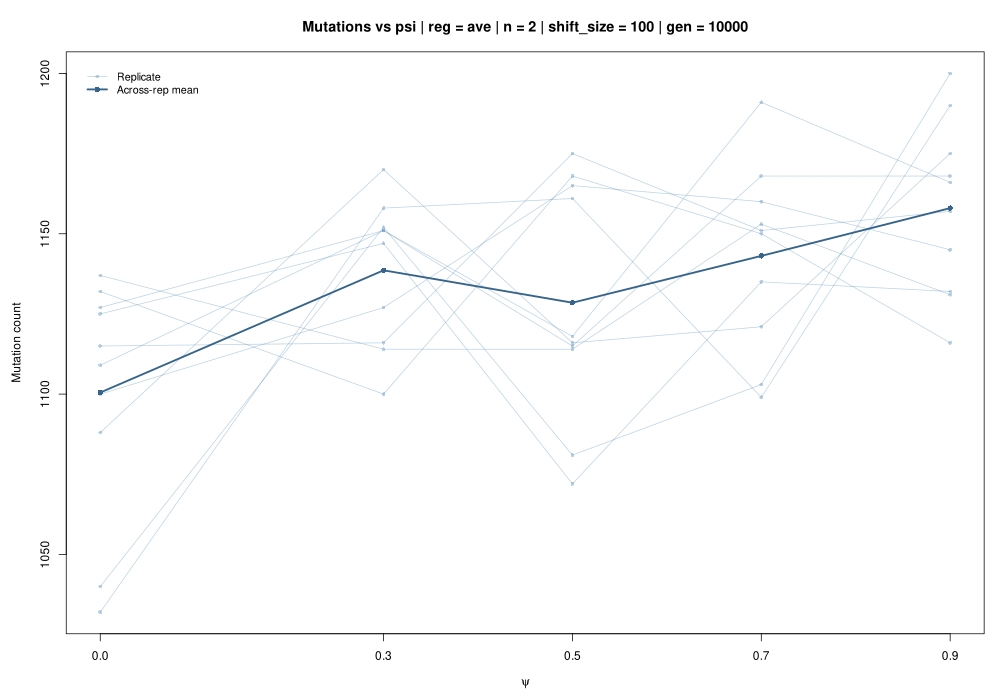 Mutations vs psi | reg = ave | n = 2 | shift_size = 100 | gen = 10000
Replicate
Across-rep mean
Mutation count
1200
1150
1100
1050
0.0 0.3 0.5 0.7 0.9
ψ